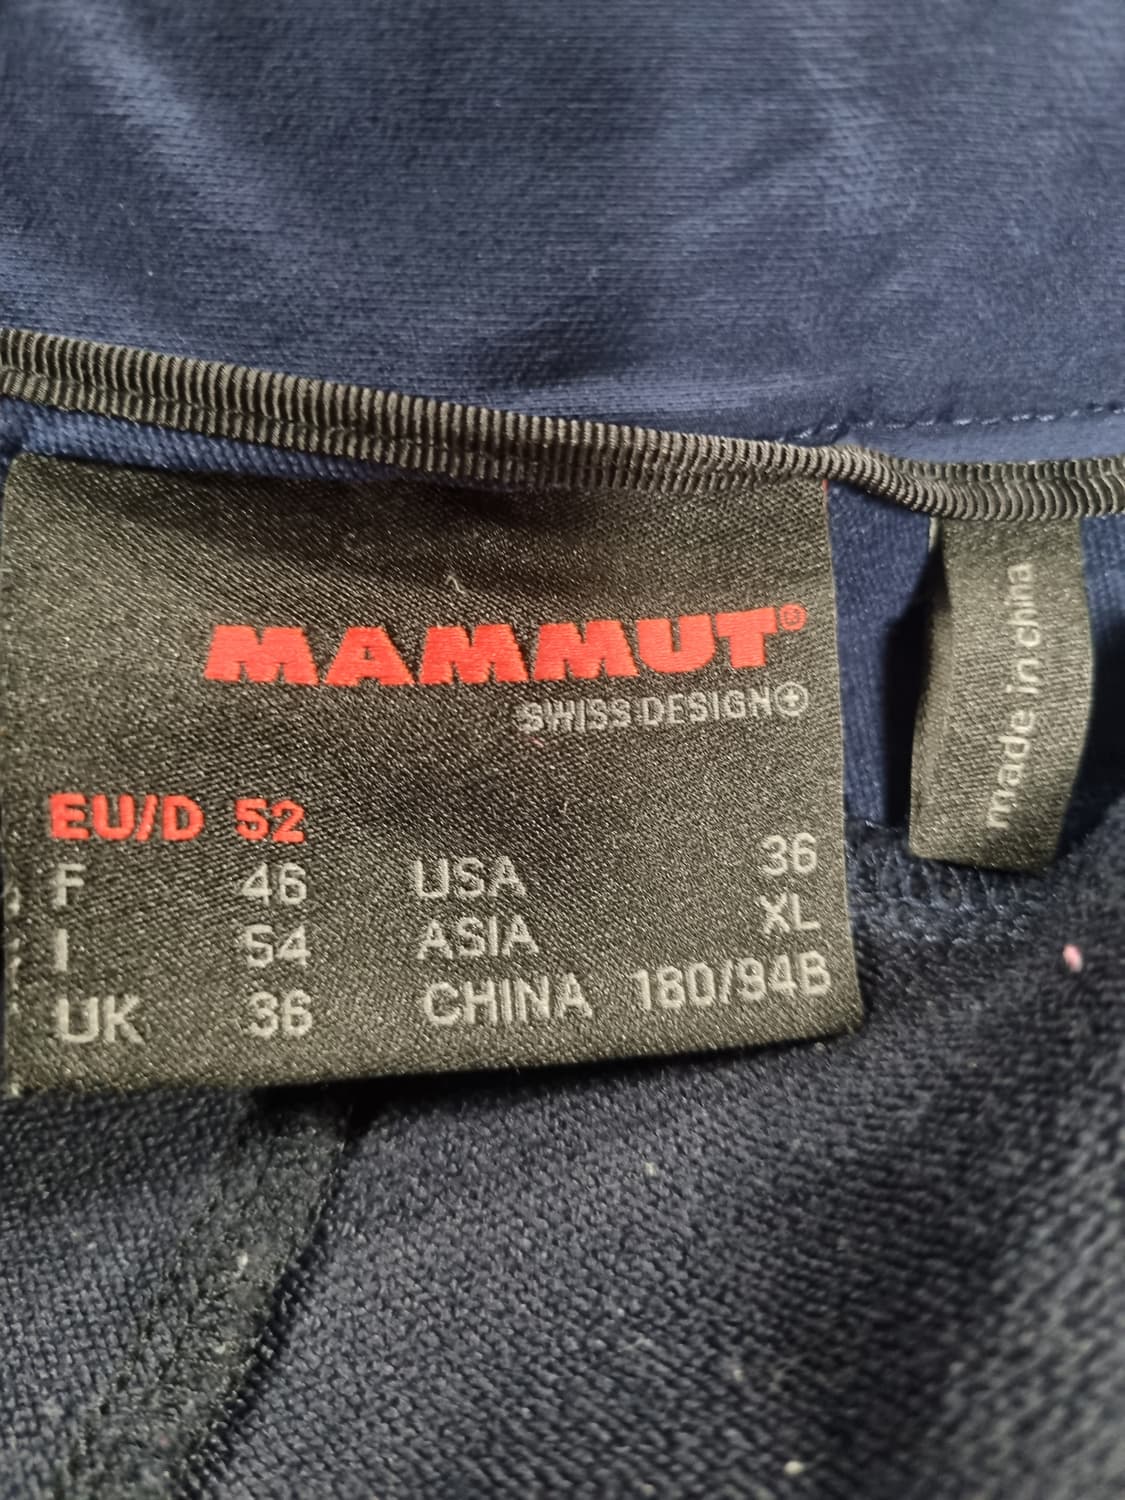 MAMMUT®
SWISS DESIGN
EU/D 52
F 46 USA 36
I 54 ASIA XL
UK 36 CHINA 180/94B
made in china